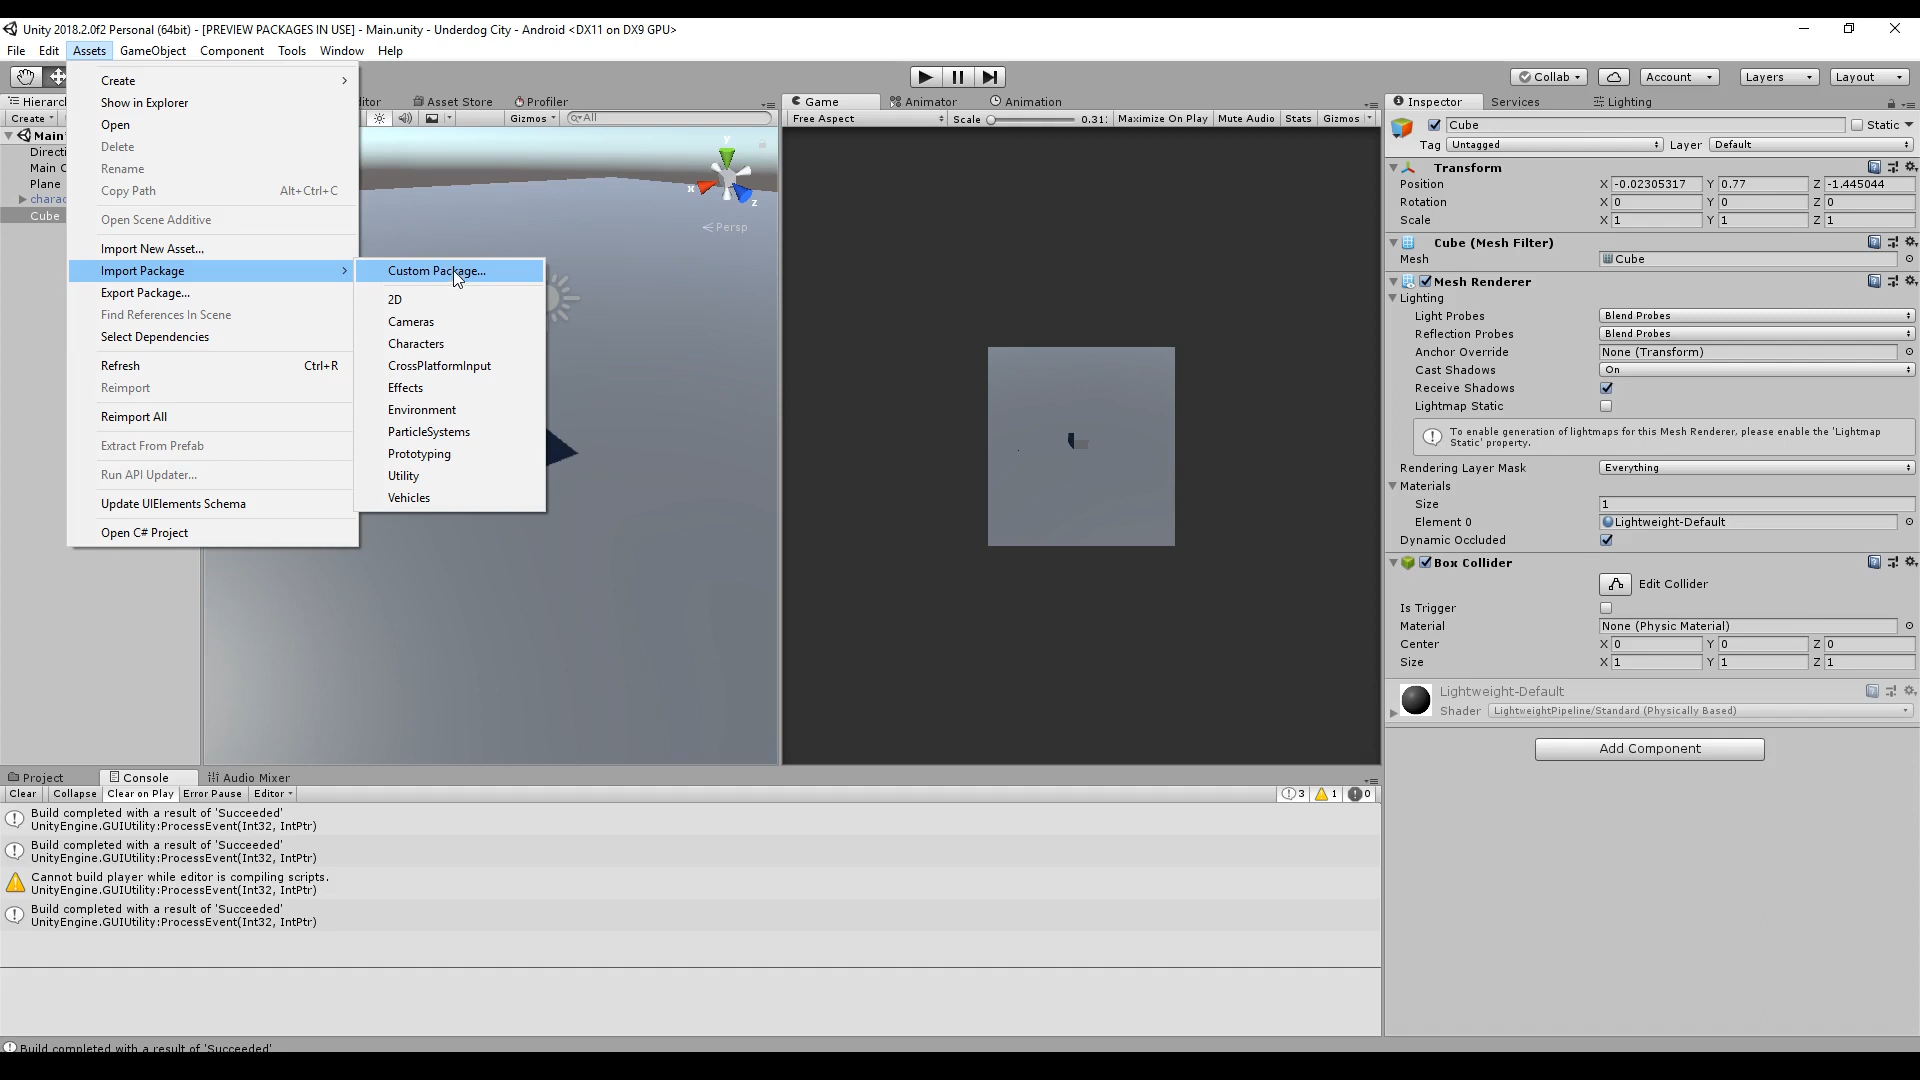 Unity 2018.2.0f2 Personal (64bit) - [PREVIEW PACKAGES IN USE] - Main.unity - Underdog City - Android <DX11 on DX9 GPU>
File Edit Assets GameObject Component Tools Window Help
Collab Account Layers Layout
Create
Show in Explorer
Open
Delete
Rename
Copy Path Alt+Ctrl+C
Open Scene Additive
Import New Asset...
Import Package
Export Package...
Find References In Scene
Select Dependencies
Refresh Ctrl+R
Reimport
Reimport All
Extract From Prefab
Run API Updater...
Update UIElements Schema
Open C# Project
Custom Package...
2D
Cameras
Characters
CrossPlatformInput
Effects
Environment
ParticleSystems
Prototyping
Utility
Vehicles
Hierarc
Create
Main
Directi
Main C
Plane
charac
Cube
itor Asset Store Profiler
Gizmos All
y
x
z
Persp
Game Animator Animation
Free Aspect Scale 0.31: Maximize On Play Mute Audio Stats Gizmos
Inspector Services Lighting
Cube Static
Tag Untagged Layer Default
Transform
Position X -0.02305317 Y 0.77 Z -1.445044
Rotation X 0 Y 0 Z 0
Scale X 1 Y 1 Z 1
Cube (Mesh Filter)
Mesh Cube
Mesh Renderer
Lighting
Light Probes Blend Probes
Reflection Probes Blend Probes
Anchor Override None (Transform)
Cast Shadows On
Receive Shadows
Lightmap Static
To enable generation of lightmaps for this Mesh Renderer, please enable the 'Lightmap
Static' property.
Rendering Layer Mask Everything
Materials
Size 1
Element 0 Lightweight-Default
Dynamic Occluded
Box Collider
Edit Collider
Is Trigger
Material None (Physic Material)
Center X 0 Y 0 Z 0
Size X 1 Y 1 Z 1
Lightweight-Default
Shader LightweightPipeline/Standard (Physically Based)
Add Component
Project Console Audio Mixer
Clear Collapse Clear on Play Error Pause Editor 3 1 0
Build completed with a result of 'Succeeded'
UnityEngine.GUIUtility:ProcessEvent(Int32, IntPtr)
Build completed with a result of 'Succeeded'
UnityEngine.GUIUtility:ProcessEvent(Int32, IntPtr)
Cannot build player while editor is compiling scripts.
UnityEngine.GUIUtility:ProcessEvent(Int32, IntPtr)
Build completed with a result of 'Succeeded'
UnityEngine.GUIUtility:ProcessEvent(Int32, IntPtr)
Build completed with a result of 'Succeeded'